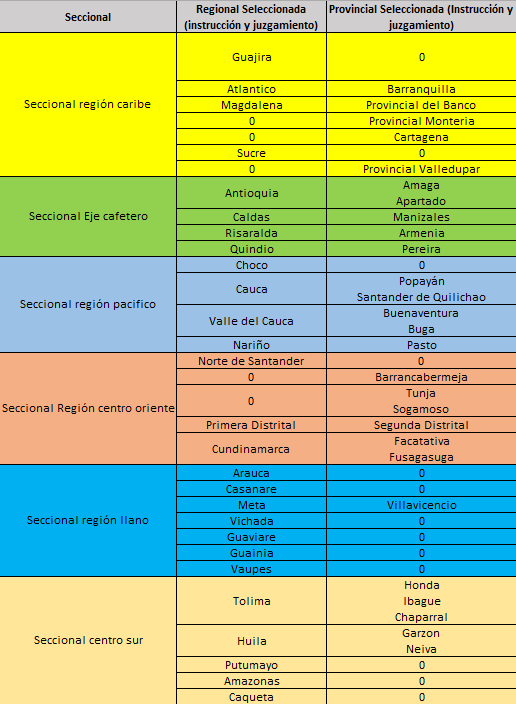 Seccional
Regional Seleccionada
(instrucción y juzgamiento)
Provincial Seleccionada (Instrucción y
juzgamiento)
Seccional región caribe
Guajira 0
Atlantico Barranquilla
Magdalena Provincial del Banco
0 Provincial Monteria
0 Cartagena
Sucre 0
0 Provincial Valledupar
Seccional Eje cafetero
Antioquia
Amaga
Apartado
Caldas Manizales
Risaralda Armenia
Quindio Pereira
Seccional región pacifico
Choco 0
Cauca
Popayán
Santander de Quilichao
Valle del Cauca
Buenaventura
Buga
Nariño Pasto
Seccional Región centro oriente
Norte de Santander 0
0 Barrancabermeja
0
Tunja
Sogamoso
Primera Distrital Segunda Distrital
Cundinamarca
Facatativa
Fusagasuga
Seccional región llano
Arauca 0
Casanare 0
Meta Villavicencio
Vichada 0
Guaviare 0
Guainia 0
Vaupes 0
Seccional centro sur
Tolima
Honda
Ibague
Chaparral
Huila
Garzon
Neiva
Putumayo 0
Amazonas 0
Caqueta 0